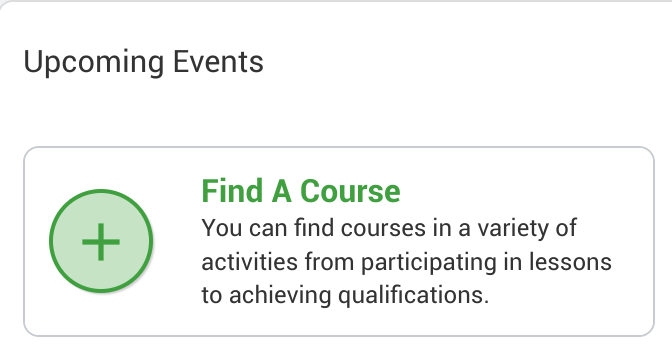 Upcoming Events
Find A Course
You can find courses in a variety of
activities from participating in lessons
to achieving qualifications.